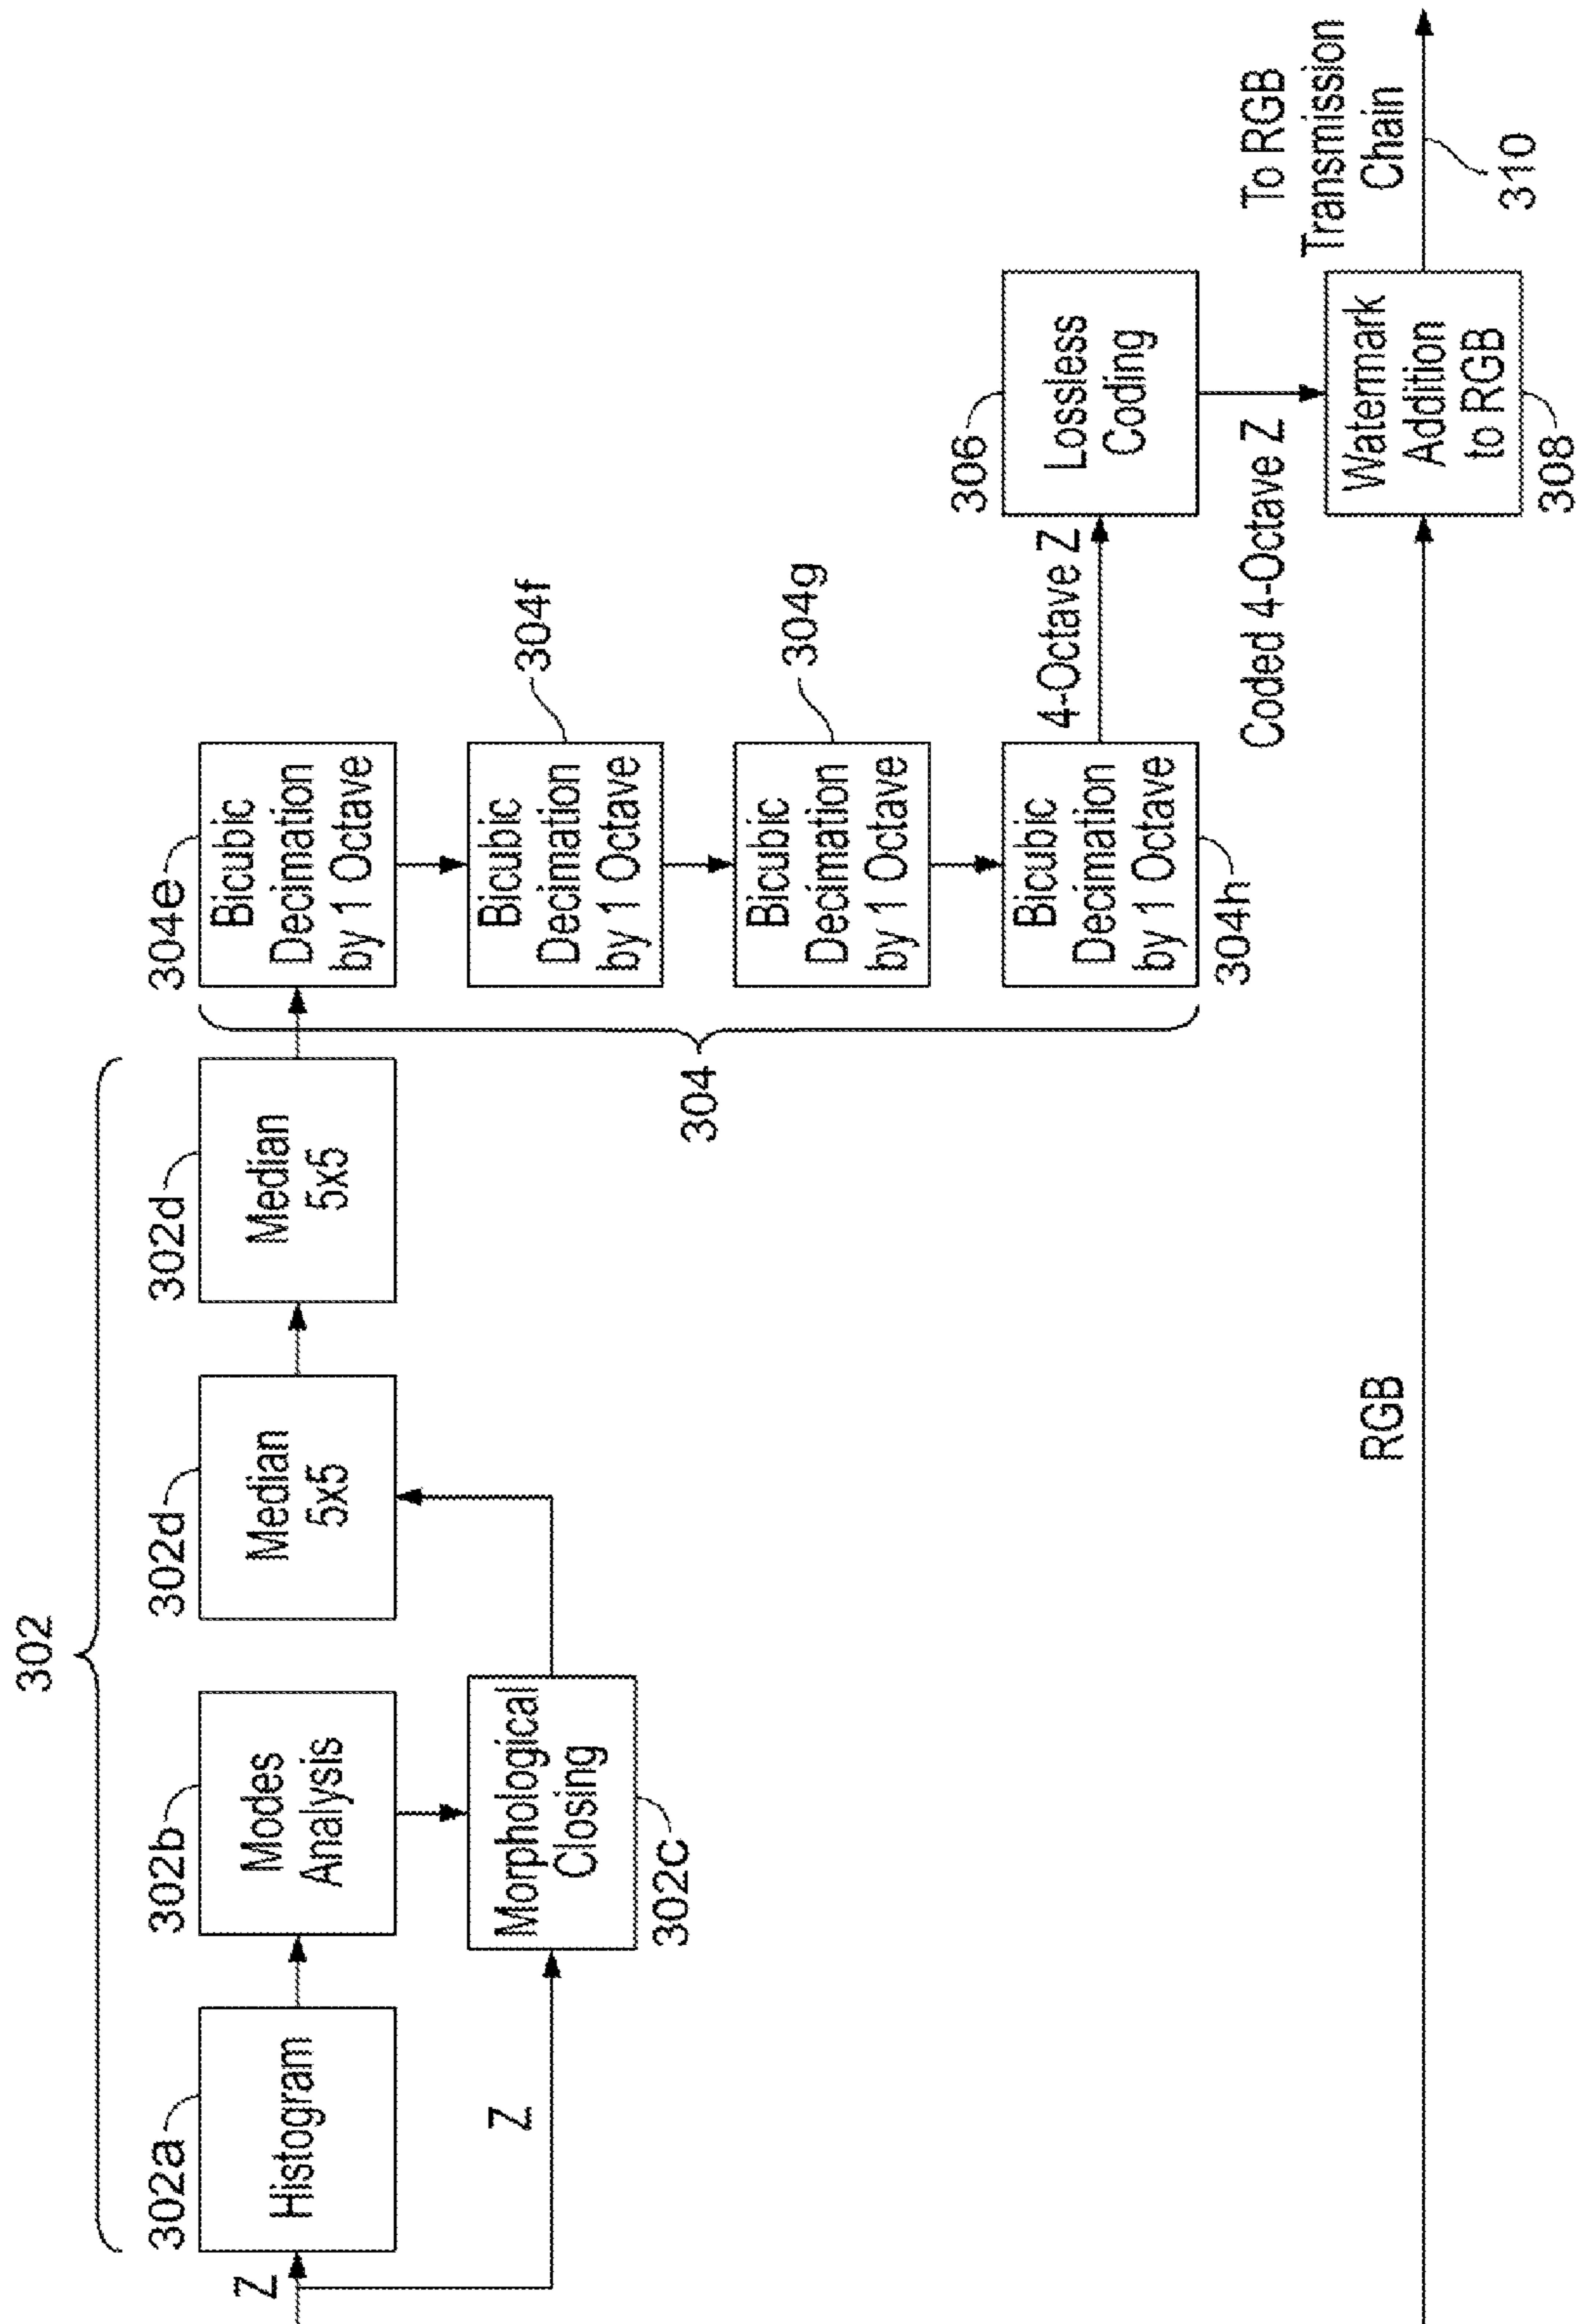 302
302a
Histogram
302b
Modes
Analysis
302d
Median
5x5
302d
Median
5x5
304e
Bicubic
Decimation
by 1 Octave
Z
Z
Morphological
Closing
302c
304
Bicubic
Decimation
by 1 Octave
304f
Bicubic
Decimation
by 1 Octave
304g
Bicubic
Decimation
by 1 Octave
304h
4-Octave Z
306
Lossless
Coding
Coded 4-Octave Z
RGB
Watermark
Addition
to RGB
308
To RGB
Transmission
Chain
310